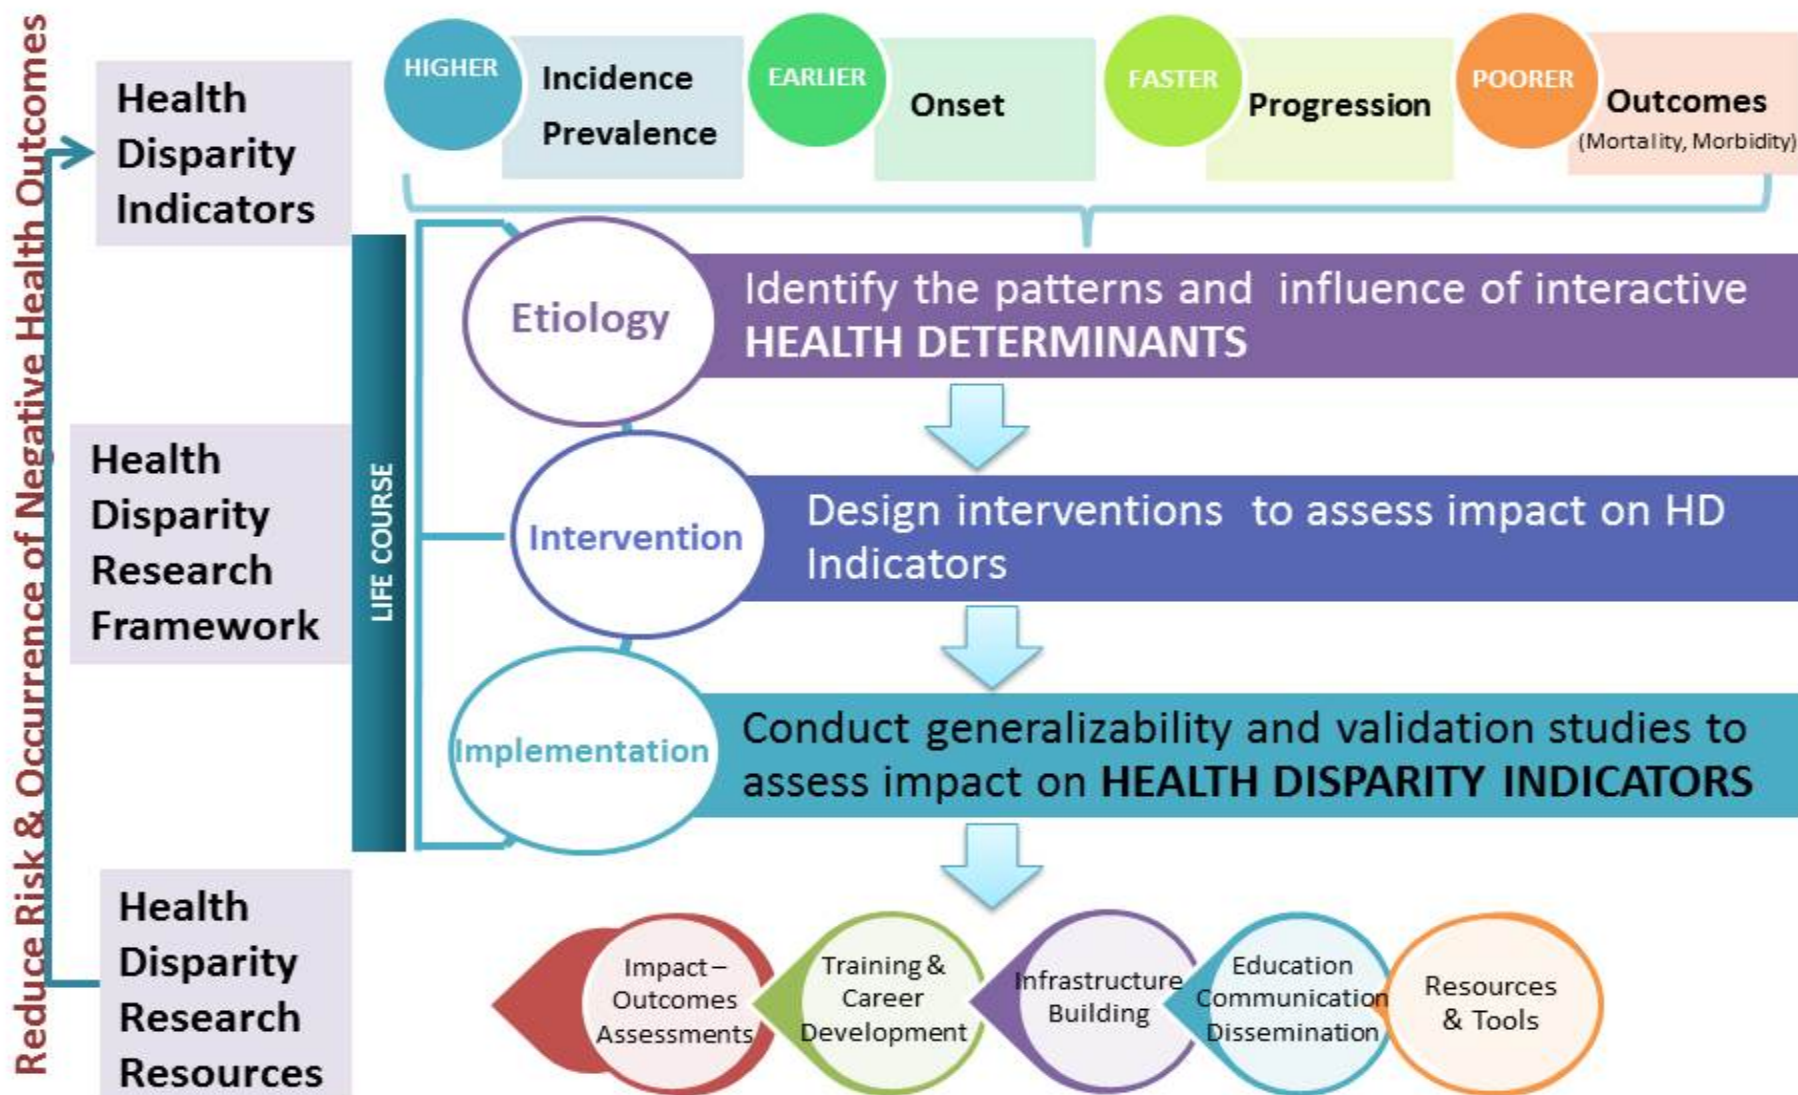 Reduce Risk & Occurrence of Negative Health Outcomes
Health
Disparity
Indicators
HIGHER
Incidence
Prevalence
EARLIER
Onset
FASTER
Progression
POORER
Outcomes
(Mortality, Morbidity)
Health
Disparity
Research
Framework
LIFE COURSE
Etiology
Identify the patterns and influence of interactive
HEALTH DETERMINANTS
Intervention
Design interventions to assess impact on HD
Indicators
Implementation
Conduct generalizability and validation studies to
assess impact on HEALTH DISPARITY INDICATORS
Health
Disparity
Research
Resources
Impact –
Outcomes
Assessments
Training &
Career
Development
Infrastructure
Building
Education
Communication
Dissemination
Resources
& Tools